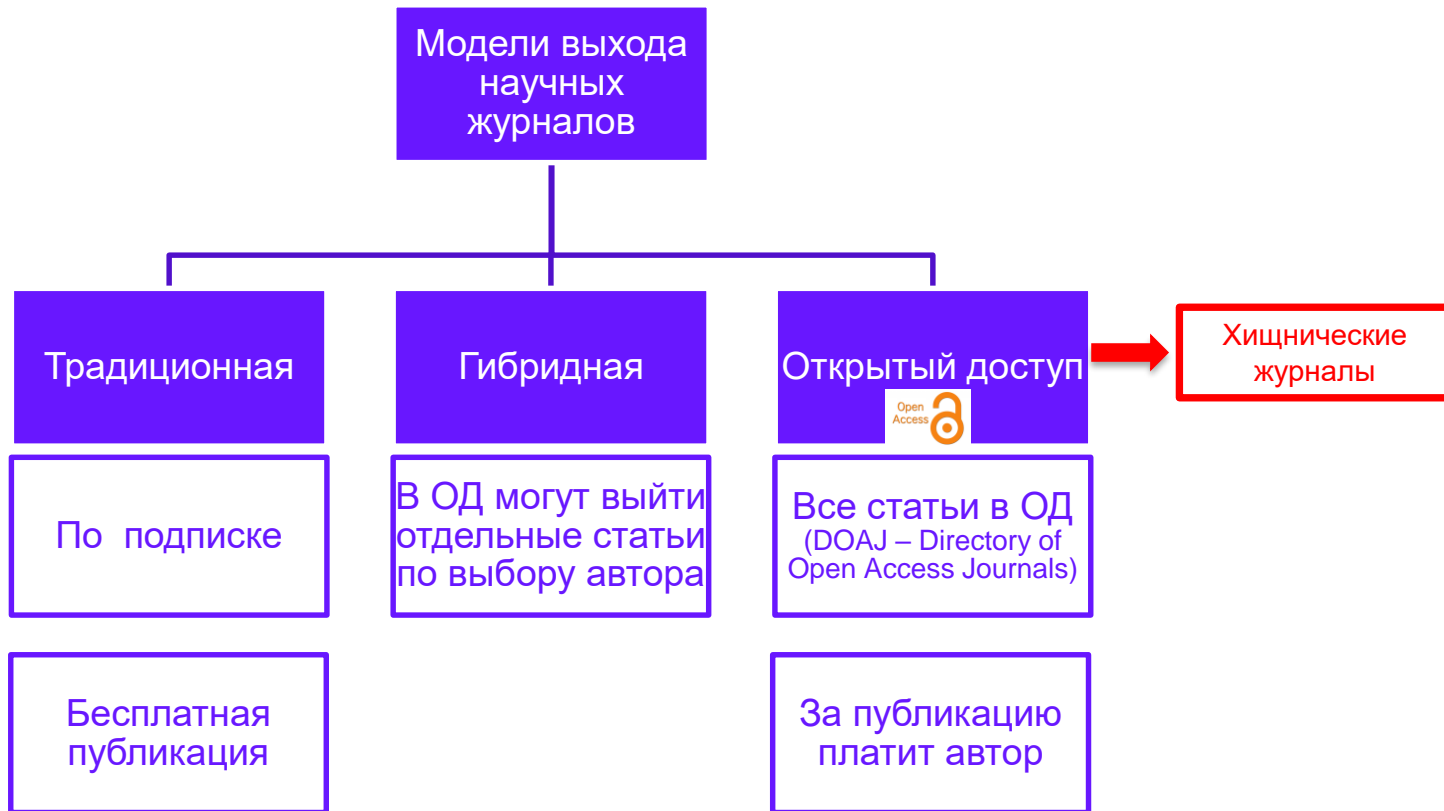 Модели выхода
научных
журналов
Традиционная
Гибридная
Открытый доступ
Open
Access
Хищнические
журналы
По подписке
В ОД могут выйти
отдельные статьи
по выбору автора
Все статьи в ОД
(DOAJ – Directory of
Open Access Journals)
Бесплатная
публикация
За публикацию
платит автор